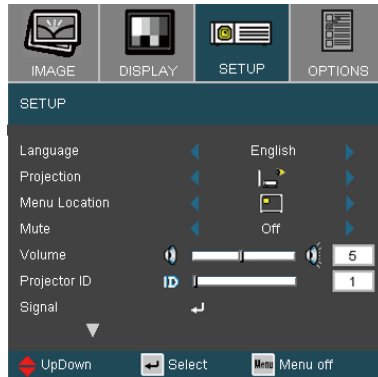 IMAGE DISPLAY SETUP OPTIONS
SETUP
Language English
Projection
Menu Location
Mute Off
Volume 5
Projector ID ID 1
Signal
UpDown Select Menu Menu off